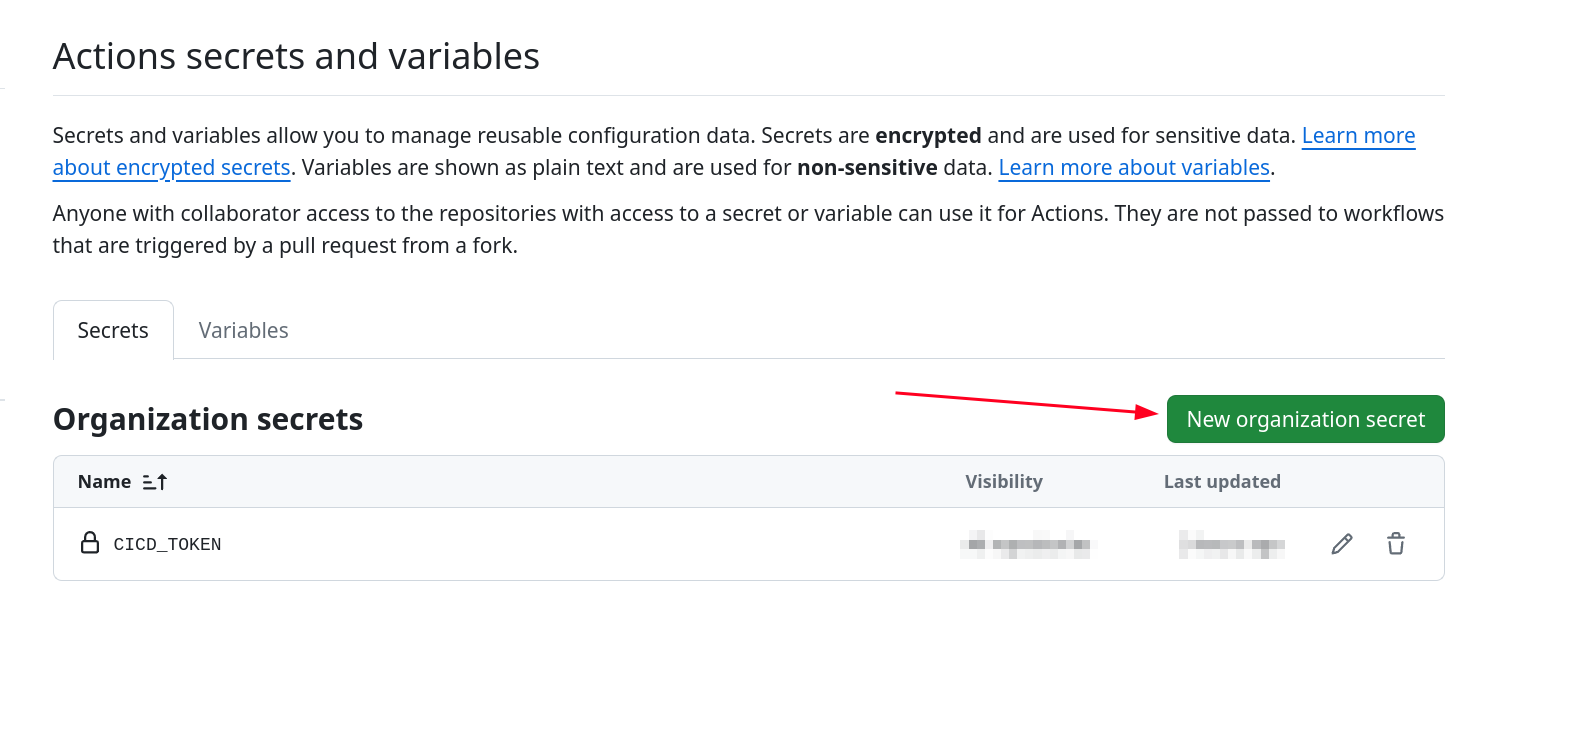 Actions secrets and variables
Secrets and variables allow you to manage reusable configuration data. Secrets are encrypted and are used for sensitive data. Learn more
about encrypted secrets. Variables are shown as plain text and are used for non-sensitive data. Learn more about variables.
Anyone with collaborator access to the repositories with access to a secret or variable can use it for Actions. They are not passed to workflows
that are triggered by a pull request from a fork.
Secrets Variables
Organization secrets New organization secret
Name Visibility Last updated
CICD_TOKEN